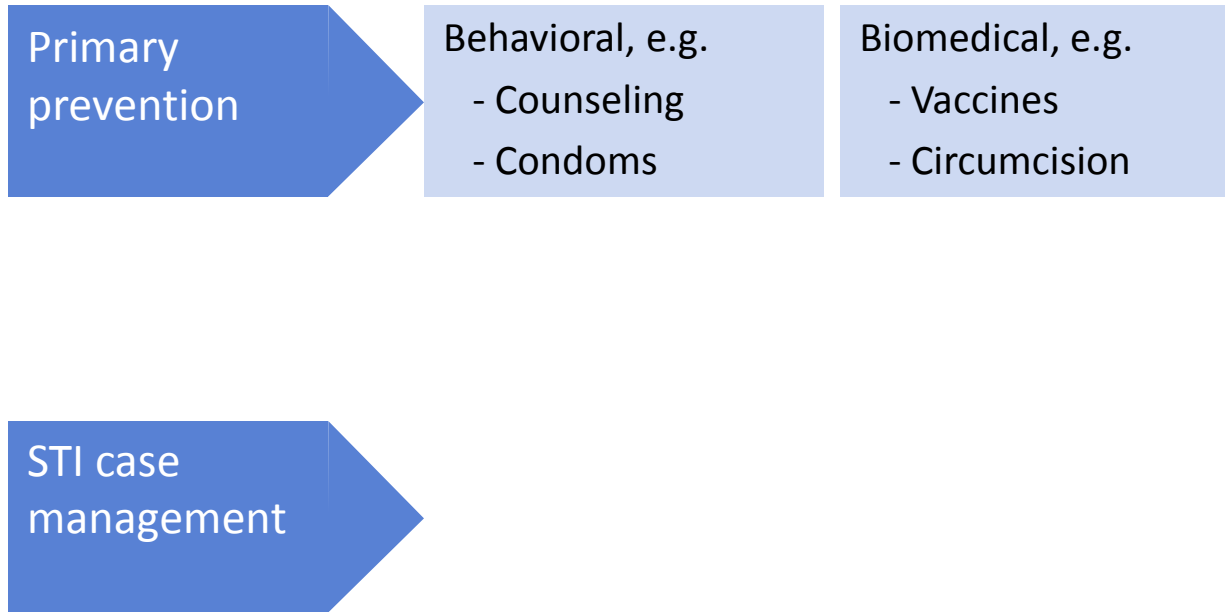 Primary
prevention
Behavioral, e.g.
- Counseling
- Condoms
Biomedical, e.g.
- Vaccines
- Circumcision
STI case
management